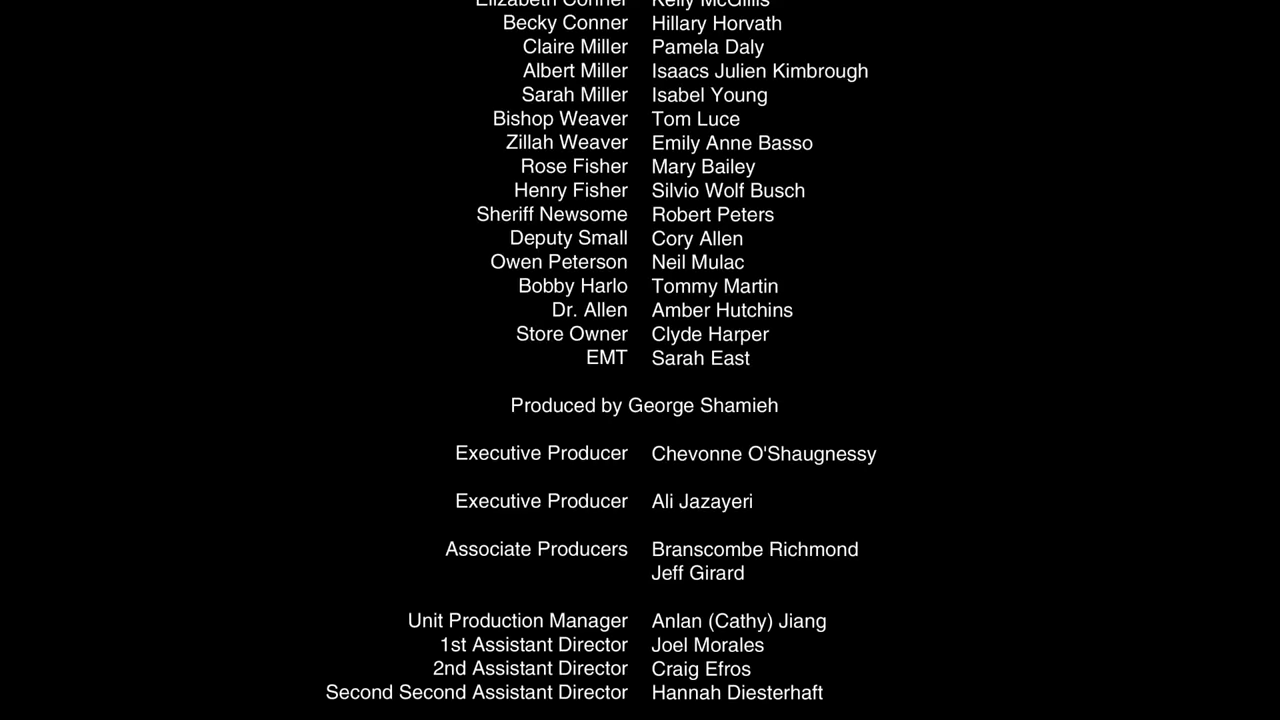 Elizabeth Conner Kelly McGillis
Becky Conner Hillary Horvath
Claire Miller Pamela Daly
Albert Miller Isaacs Julien Kimbrough
Sarah Miller Isabel Young
Bishop Weaver Tom Luce
Zillah Weaver Emily Anne Basso
Rose Fisher Mary Bailey
Henry Fisher Silvio Wolf Busch
Sheriff Newsome Robert Peters
Deputy Small Cory Allen
Owen Peterson Neil Mulac
Bobby Harlo Tommy Martin
Dr. Allen Amber Hutchins
Store Owner Clyde Harper
EMT Sarah East
Produced by George Shamieh
Executive Producer Chevonne O'Shaugnessy
Executive Producer Ali Jazayeri
Associate Producers Branscombe Richmond
Jeff Girard
Unit Production Manager Anlan (Cathy) Jiang
1st Assistant Director Joel Morales
2nd Assistant Director Craig Efros
Second Second Assistant Director Hannah Diesterhaft